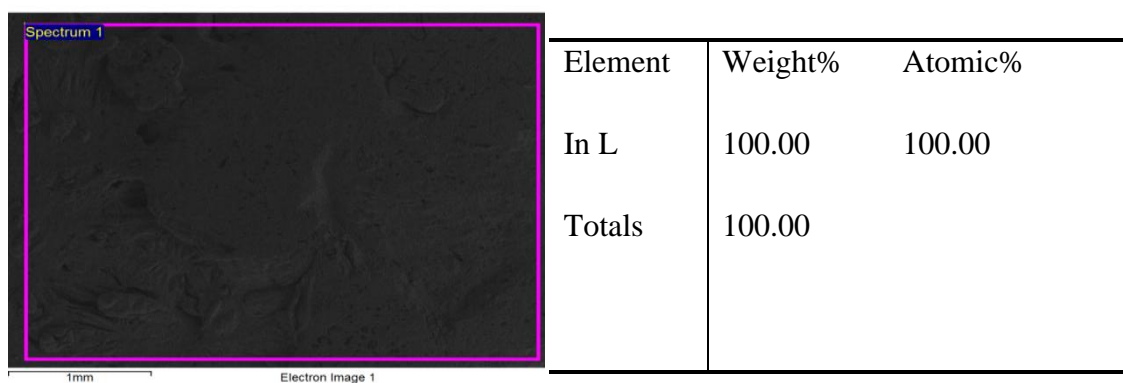 Spectrum 1
1mm
Electron Image 1
Element Weight% Atomic%
In L 100.00 100.00
Totals 100.00